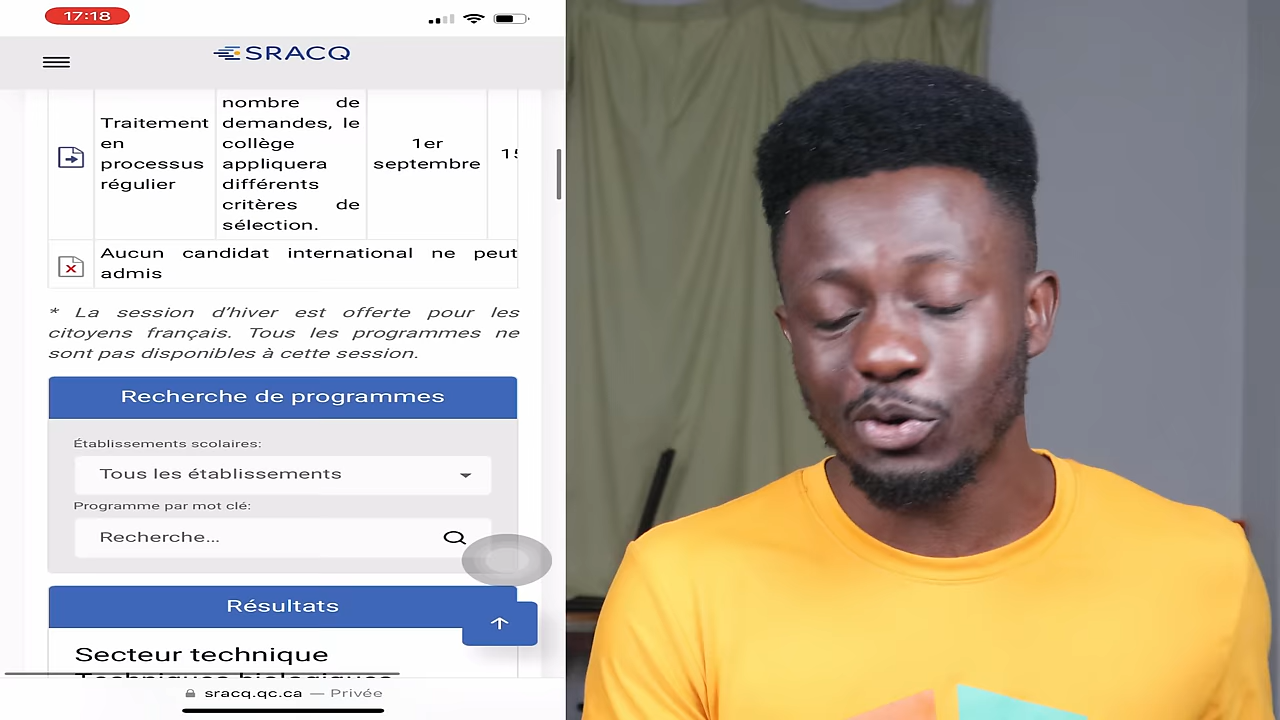 17:18
SRACQ
Traitement
en
processus
régulier
nombre de
demandes, le
collège
appliquera
différents
critères de
sélection.
1er
septembre
Aucun candidat international ne peut
admis
* La session d’hiver est offerte pour les
citoyens français. Tous les programmes ne
sont pas disponibles à cette session.
Recherche de programmes
Établissements scolaires:
Tous les établissements
Programme par mot clé:
Recherche...
Résultats
Secteur technique
Techniques biologiques
sracq.qc.ca — Privée